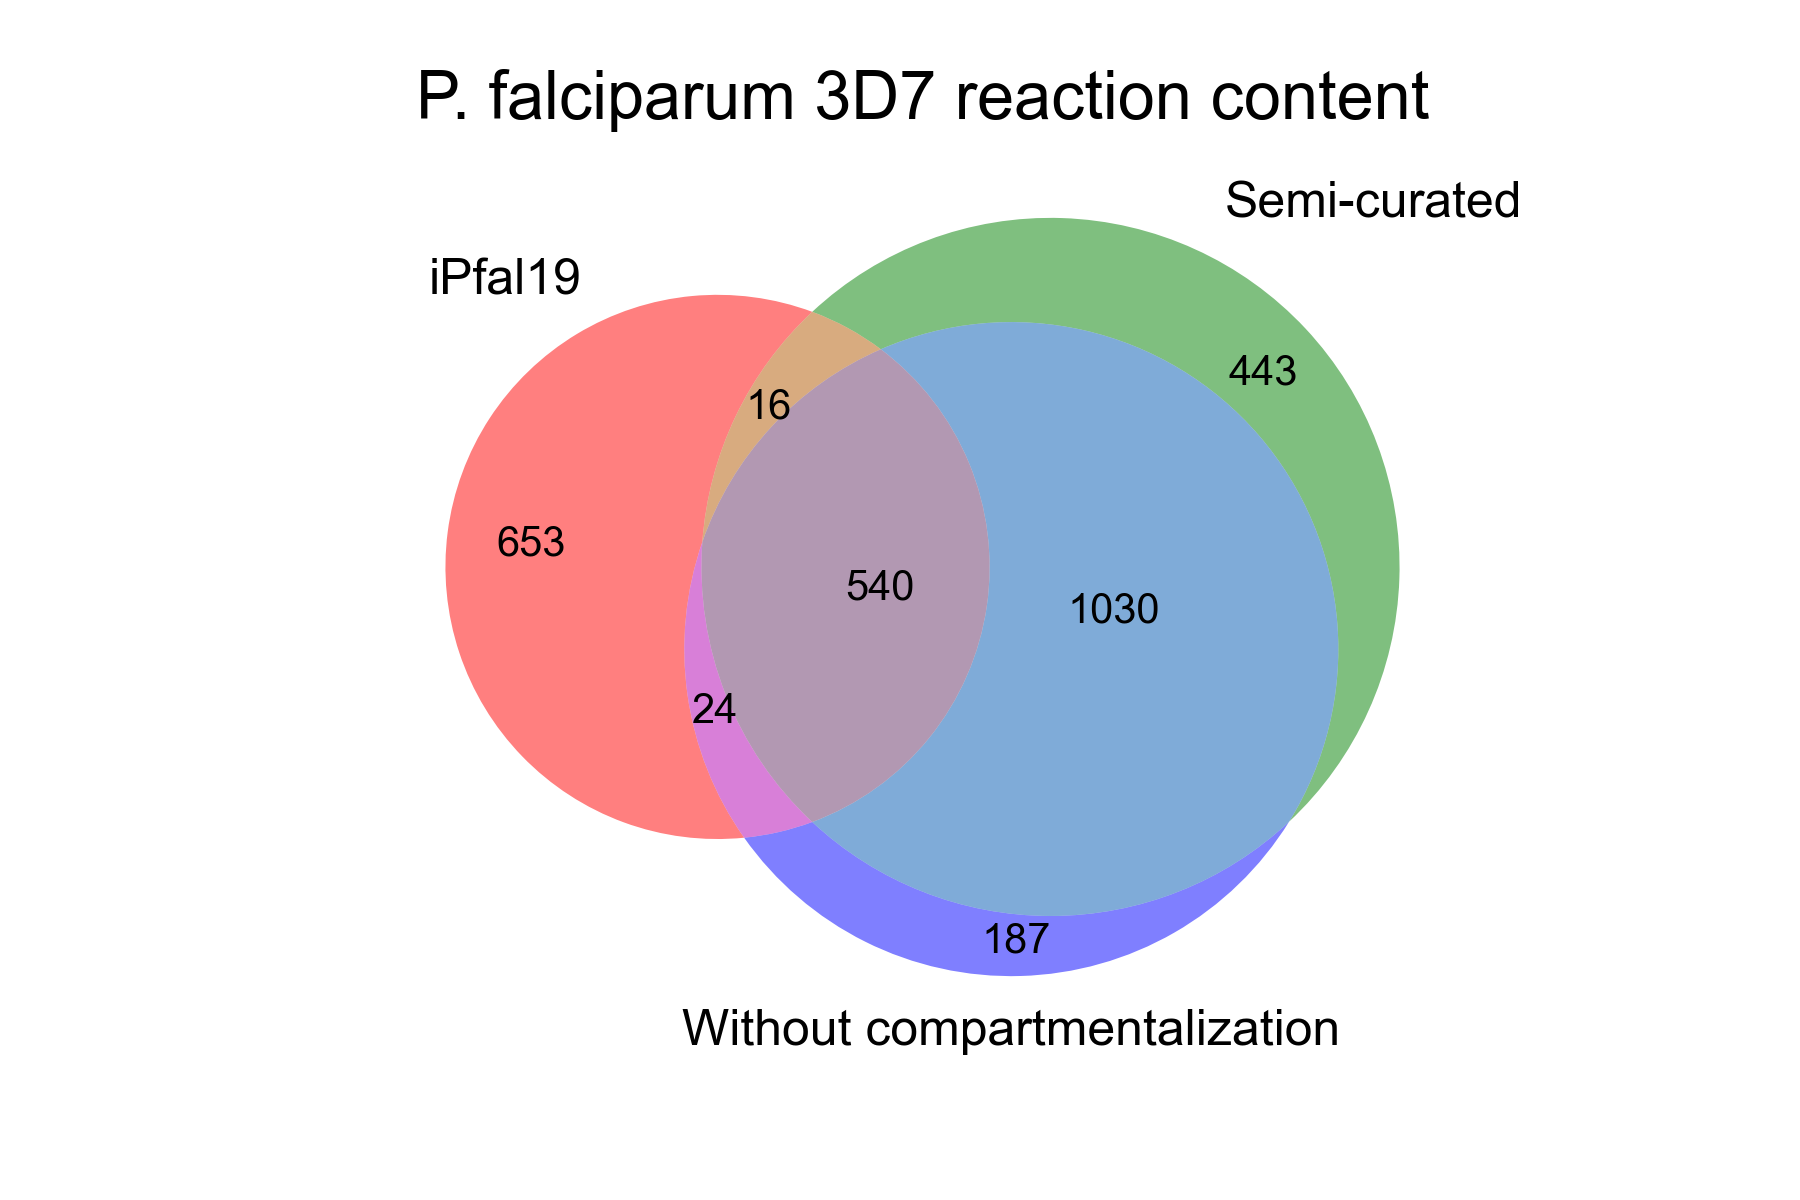 P. falciparum 3D7 reaction content
Semi-curated
iPfal19
443
16
653
540
1030
24
187
Without compartmentalization